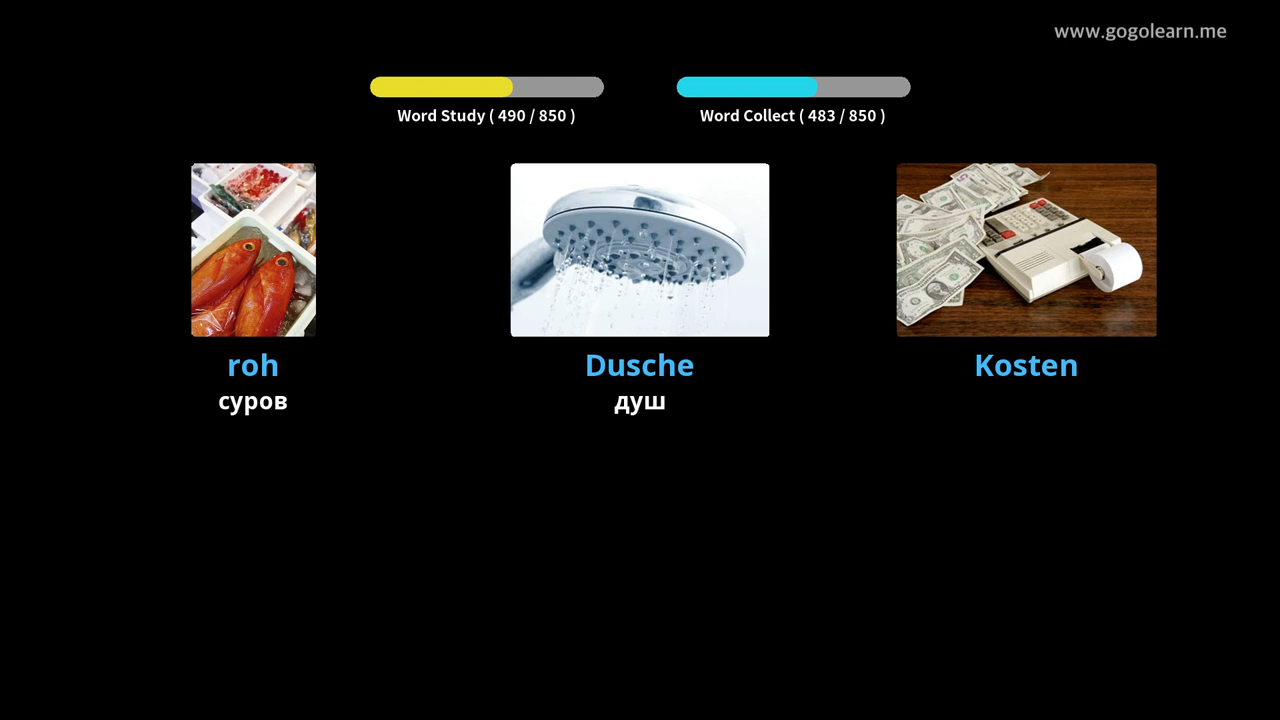 www.gogolearn.me
Word Study ( 490 / 850 )
Word Collect ( 483 / 850 )
roh
Dusche
Kosten
суров
душ